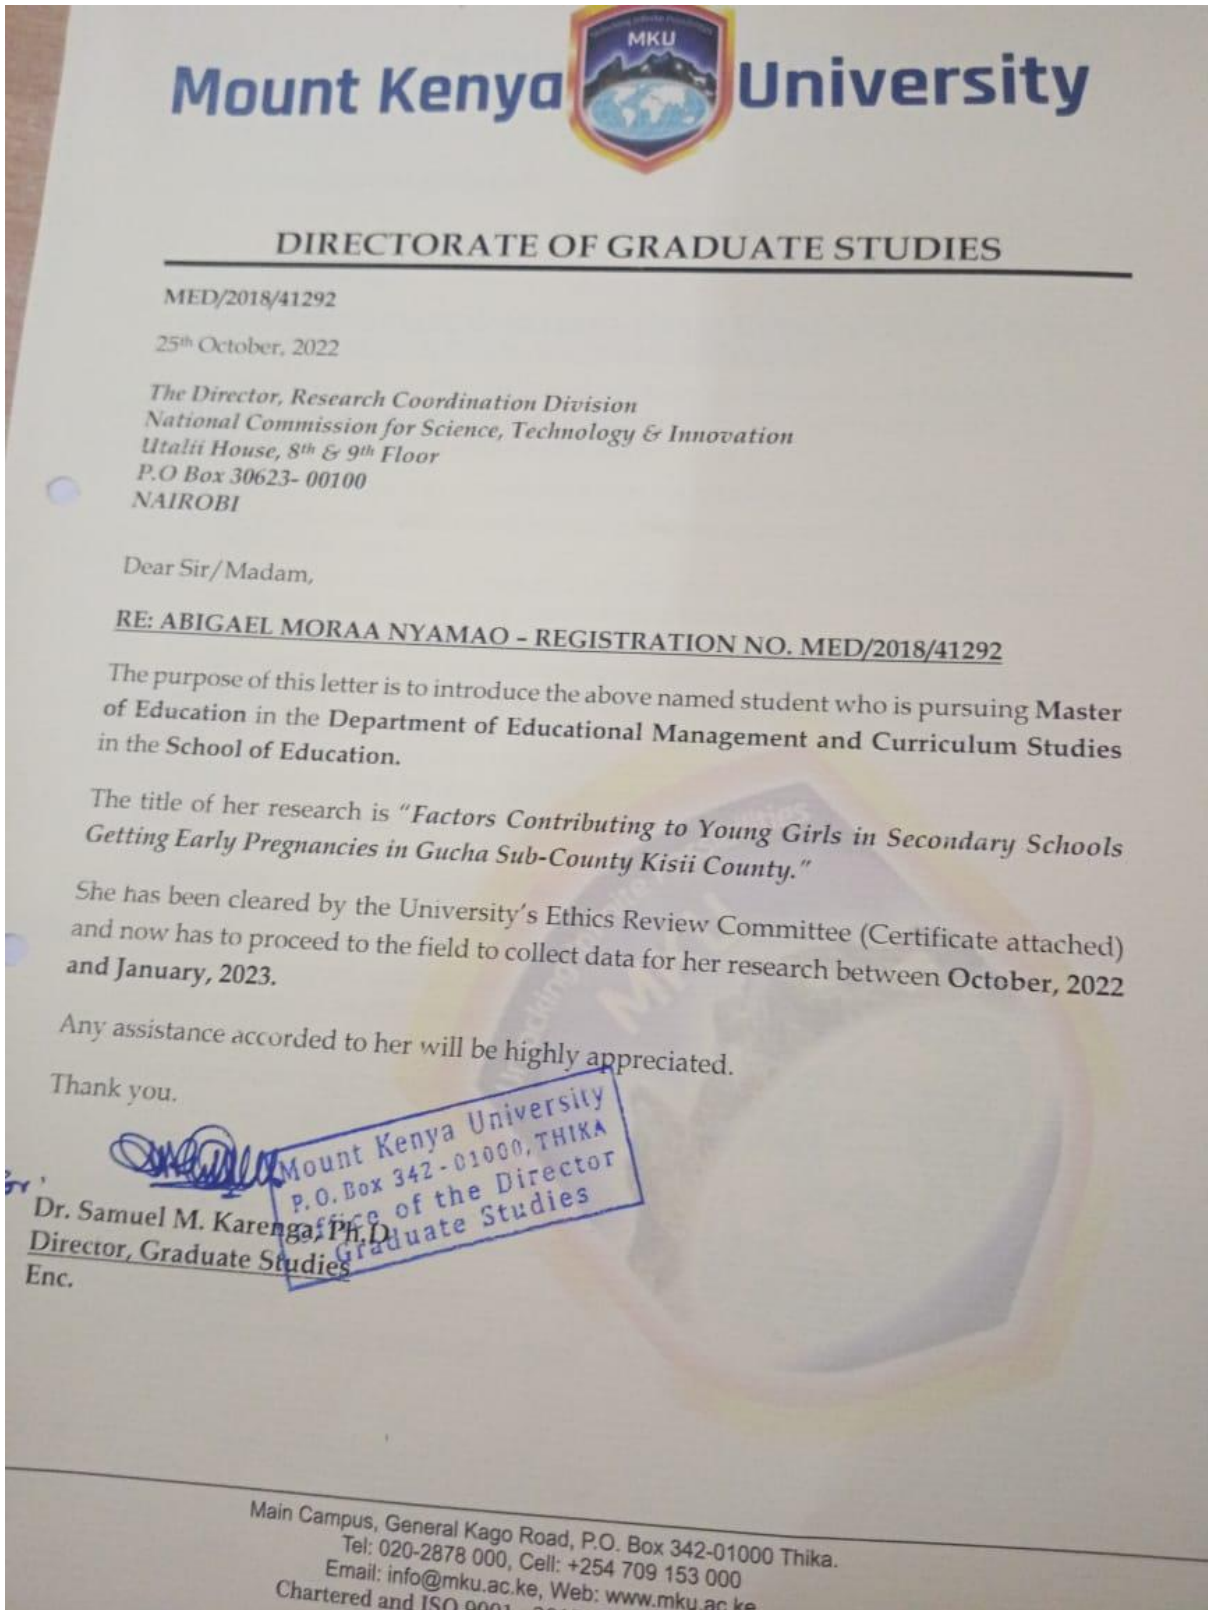 MKU
Mount Kenya University
DIRECTORATE OF GRADUATE STUDIES
MED/2018/41292
25th October, 2022
The Director, Research Coordination Division
National Commission for Science, Technology & Innovation
Utalii House, 8th & 9th Floor
P.O Box 30623- 00100
NAIROBI
Dear Sir/Madam,
RE: ABIGAEL MORAA NYAMAO – REGISTRATION NO. MED/2018/41292
The purpose of this letter is to introduce the above named student who is pursuing Master
of Education in the Department of Educational Management and Curriculum Studies
in the School of Education.
The title of her research is “Factors Contributing to Young Girls in Secondary Schools
Getting Early Pregnancies in Gucha Sub-County Kisii County.”
She has been cleared by the University’s Ethics Review Committee (Certificate attached)
and now has to proceed to the field to collect data for her research between October, 2022
and January, 2023.
Any assistance accorded to her will be highly appreciated.
Thank you.
Mount Kenya University
P. O. Box 342 - 01000, THIKA
Office of the Director
Graduate Studies
Dr. Samuel M. Karenga, Ph.D
Director, Graduate Studies
Enc.
MKU
Main Campus, General Kago Road, P.O. Box 342-01000 Thika.
Tel: 020-2878 000, Cell: +254 709 153 000
Email: info@mku.ac.ke, Web: www.mku.ac.ke
Chartered and ISO 9001